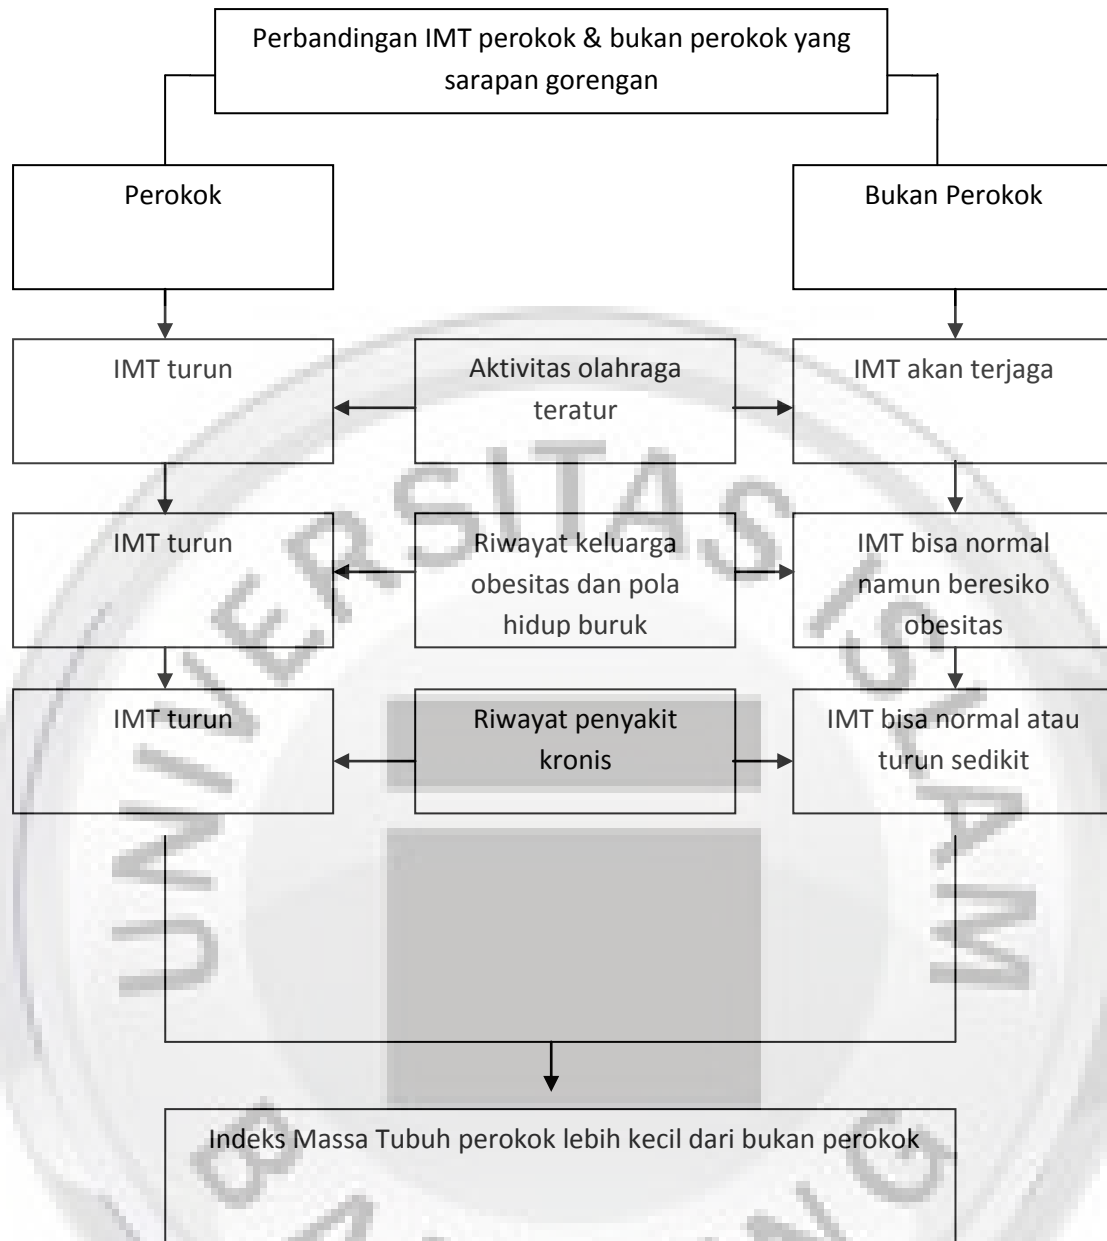 Perbandingan IMT perokok & bukan perokok yang
sarapan gorengan
Perokok
Bukan Perokok
IMT turun
Aktivitas olahraga
teratur
IMT akan terjaga
IMT turun
Riwayat keluarga
obesitas dan pola
hidup buruk
IMT bisa normal
namun beresiko
obesitas
IMT turun
Riwayat penyakit
kronis
IMT bisa normal atau
turun sedikit
Indeks Massa Tubuh perokok lebih kecil dari bukan perokok
UNIVERSITAS ISLAM